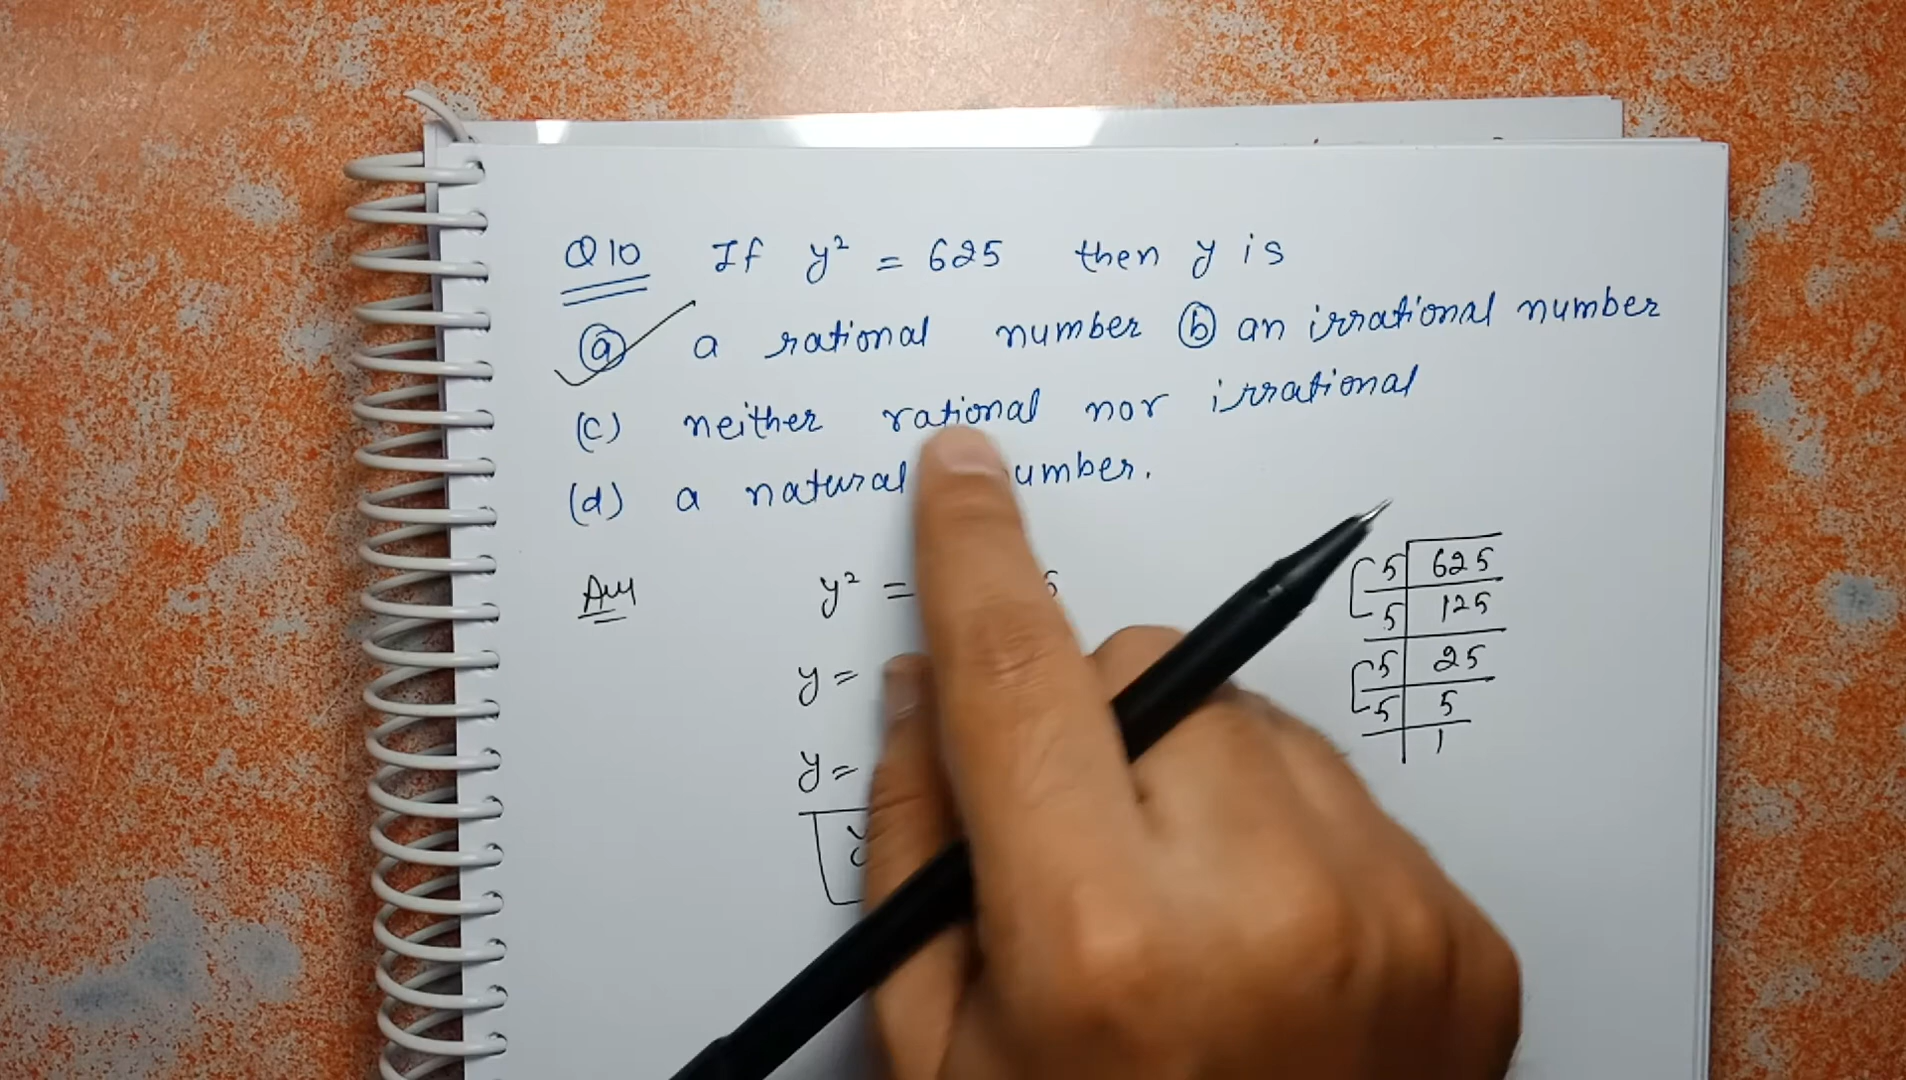 Q10 If y² = 625 then y is
(a) a rational number (b) an irrational number
(c) neither rational nor irrational
(d) a natural number.
Ans y² =
y =
y =
y
5 625
5 125
5 25
5 5
1